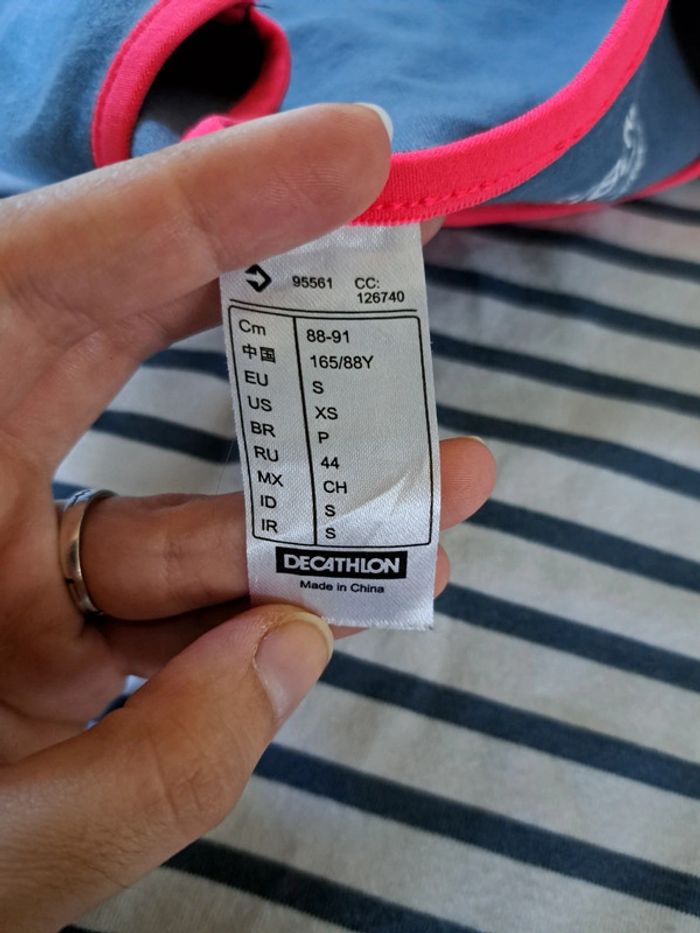 95561 CC:
126740
Cm 88-91
中国 165/88Y
EU S
US XS
BR P
RU 44
MX CH
ID S
IR S
DECATHLON
Made in China